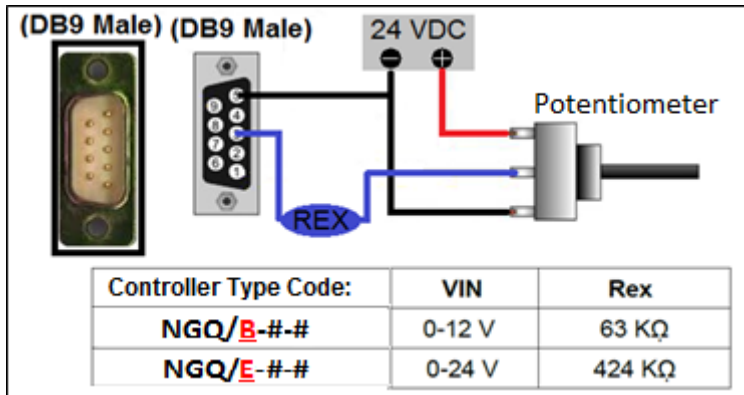 (DB9 Male) (DB9 Male)
24 VDC
Potentiometer
5
9
4
8
3
7
2
6
1
REX
Controller Type Code: VIN Rex
NGQ/B-#-# 0-12 V 63 KΩ
NGQ/E-#-# 0-24 V 424 KΩ